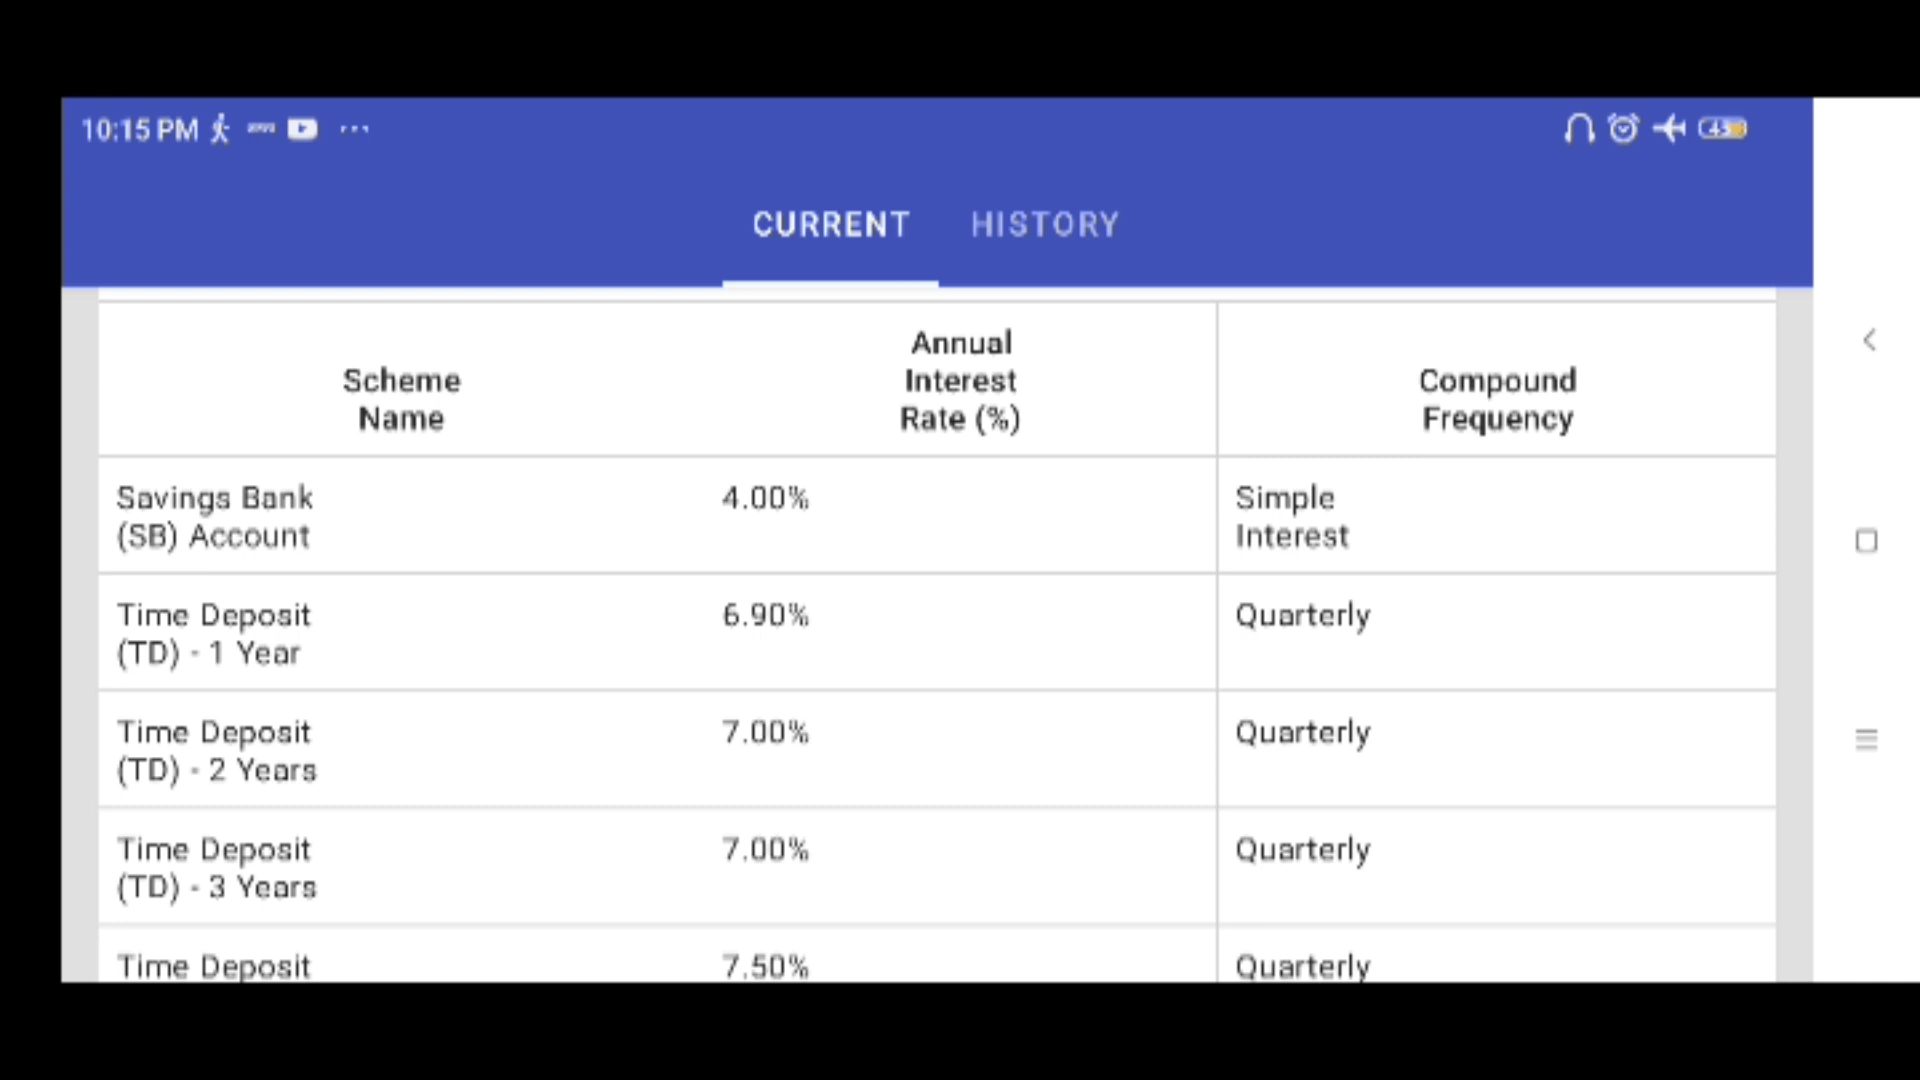 10:15 PM
CURRENT HISTORY
Scheme
Name
Annual
Interest
Rate (%)
Compound
Frequency
Savings Bank
(SB) Account
4.00%
Simple
Interest
Time Deposit
(TD) - 1 Year
6.90%
Quarterly
Time Deposit
(TD) - 2 Years
7.00%
Quarterly
Time Deposit
(TD) - 3 Years
7.00%
Quarterly
Time Deposit
7.50%
Quarterly